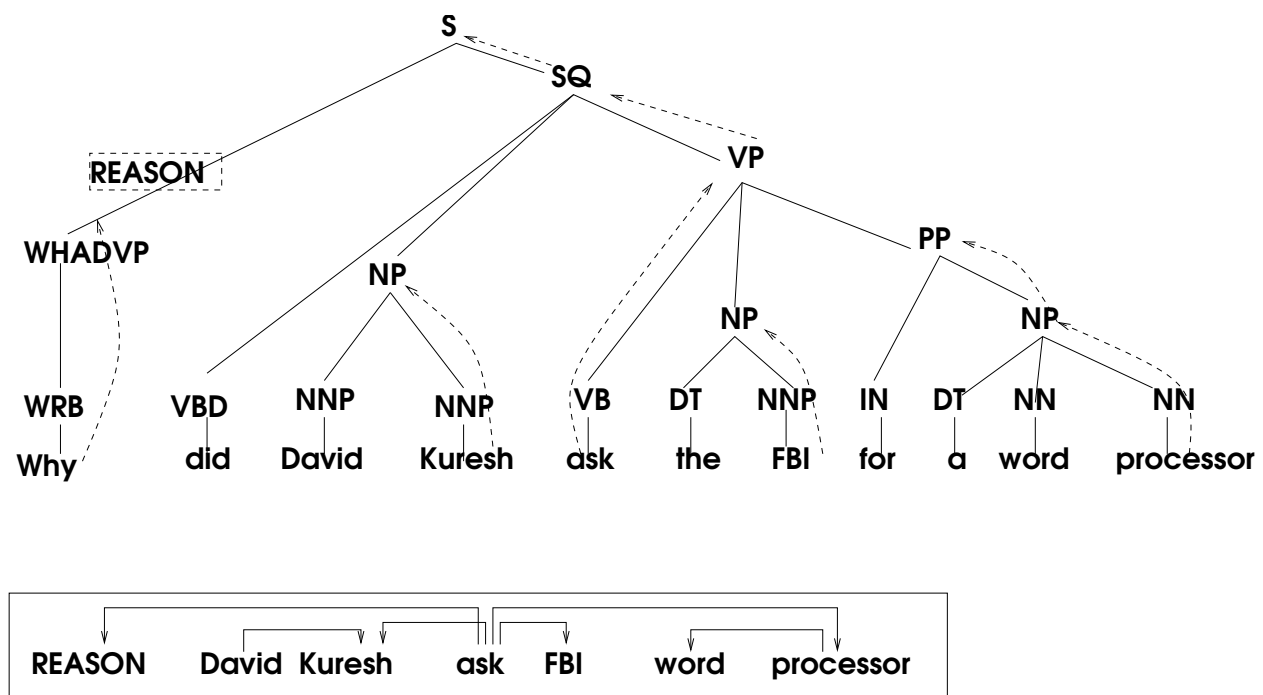 S
SQ
VP
REASON
PP
WHADVP
NP
NP NP
WRB VBD NNP NNP VB DT NNP IN DT NN NN
Why did David Kuresh ask the FBI for a word processor
REASON David Kuresh ask FBI word processor